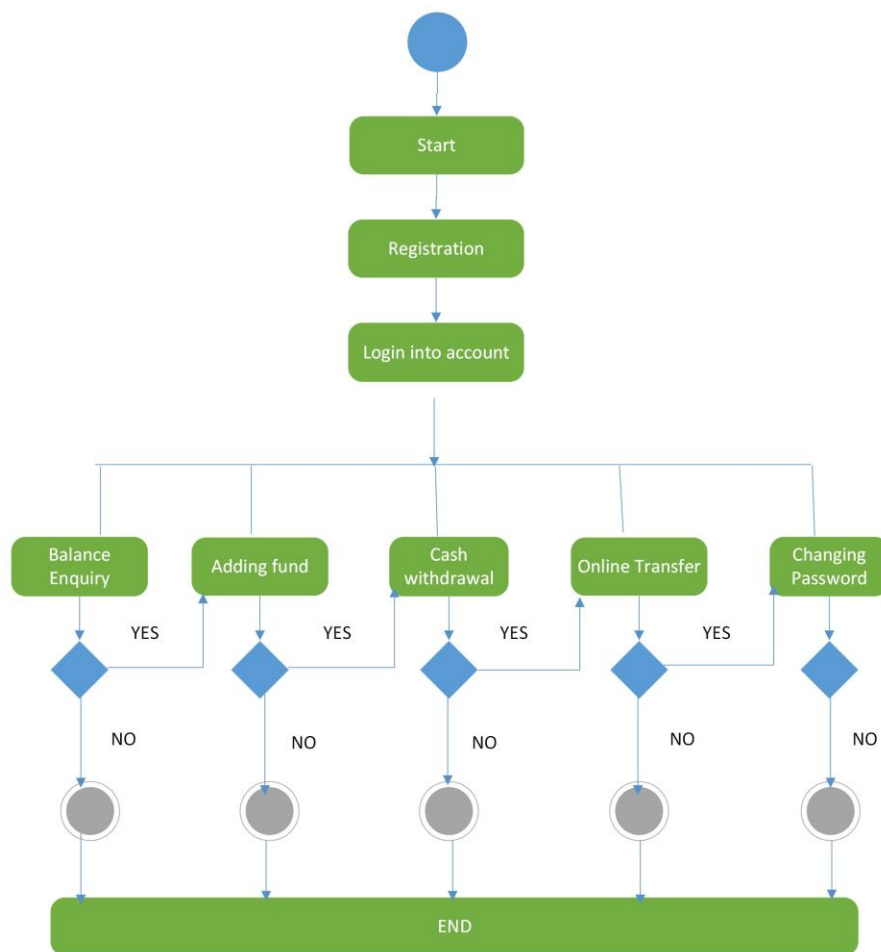 Start
Registration
Login into account
Balance
Enquiry
Adding fund
Cash
withdrawal
Online Transfer
Changing
Password
YES
YES
YES
YES
NO
NO
NO
NO
NO
END